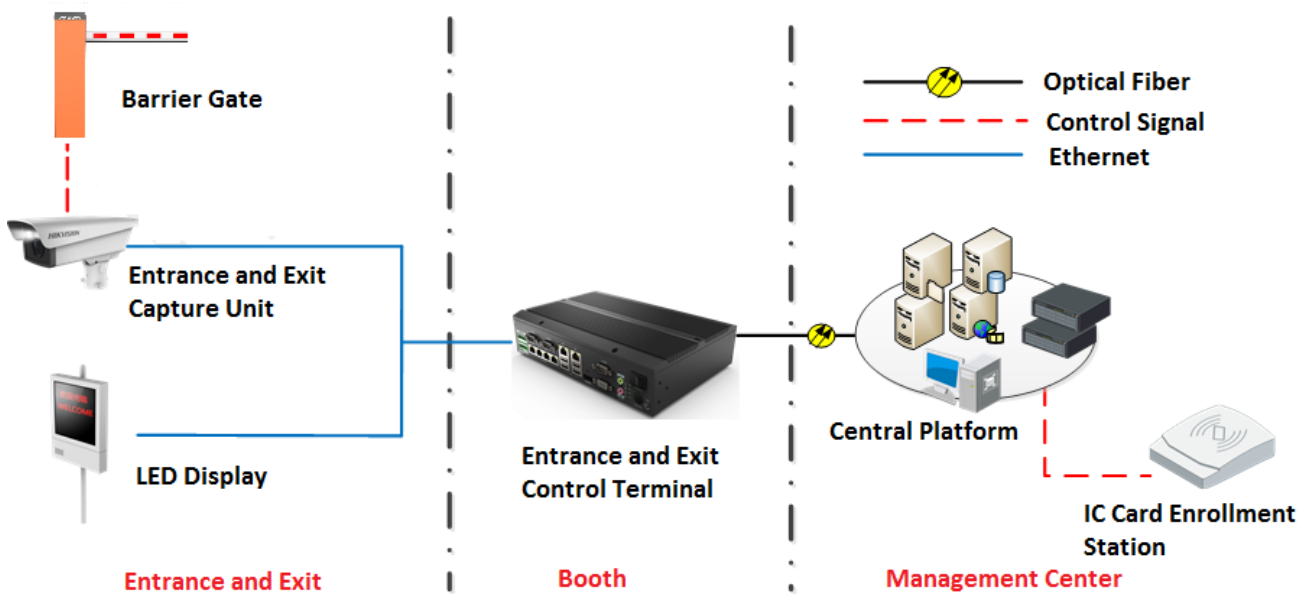 Barrier Gate
Optical Fiber
Control Signal
Ethernet
HIKVISION
Entrance and Exit
Capture Unit
WELCOME
LED Display
Entrance and Exit
Control Terminal
Central Platform
IC Card Enrollment
Station
Entrance and Exit
Booth
Management Center